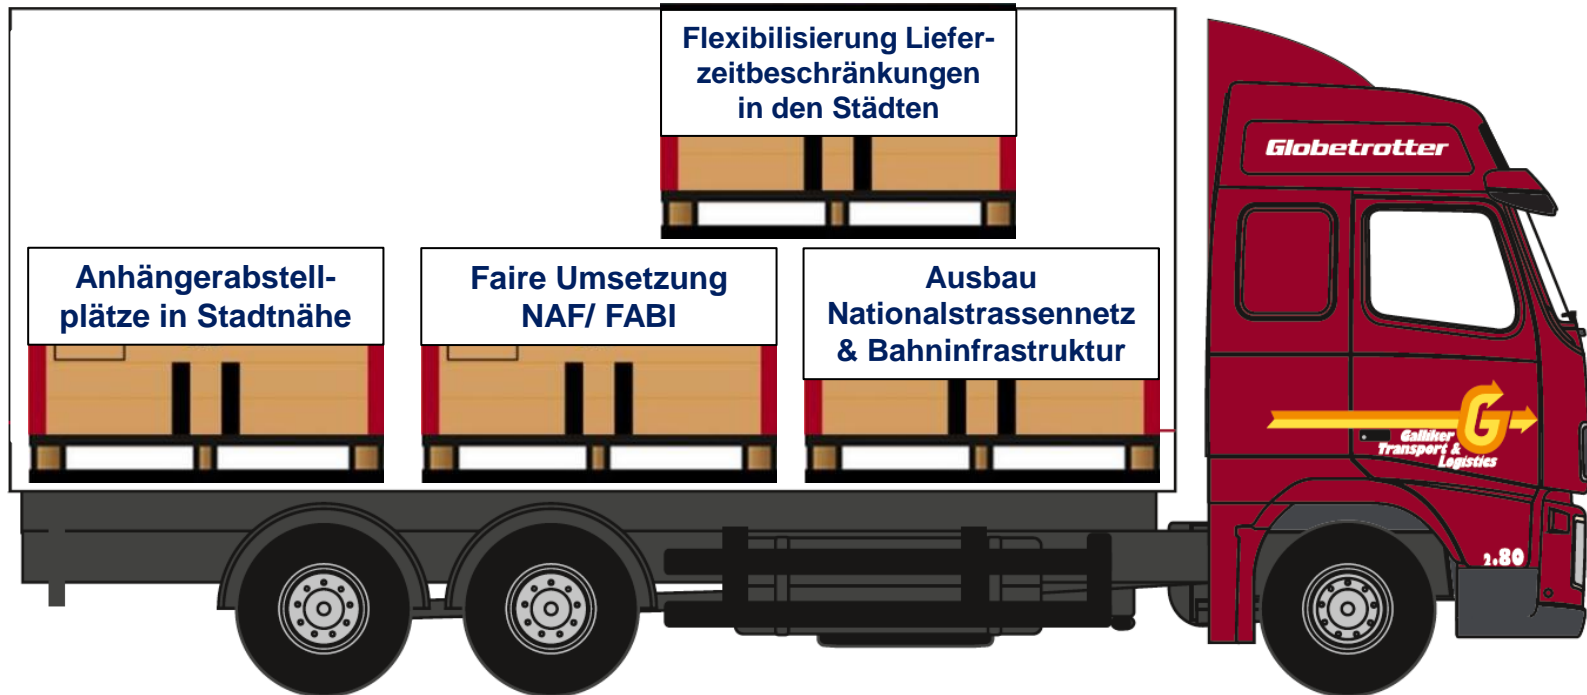 Flexibilisierung Liefer-
zeitbeschränkungen
in den Städten
Anhängerabstell-
plätze in Stadtnähe
Faire Umsetzung
NAF/ FABI
Ausbau
Nationalstrassennetz
& Bahninfrastruktur
Globetrotter
G
Galliker
Transport &
Logistics
2.80